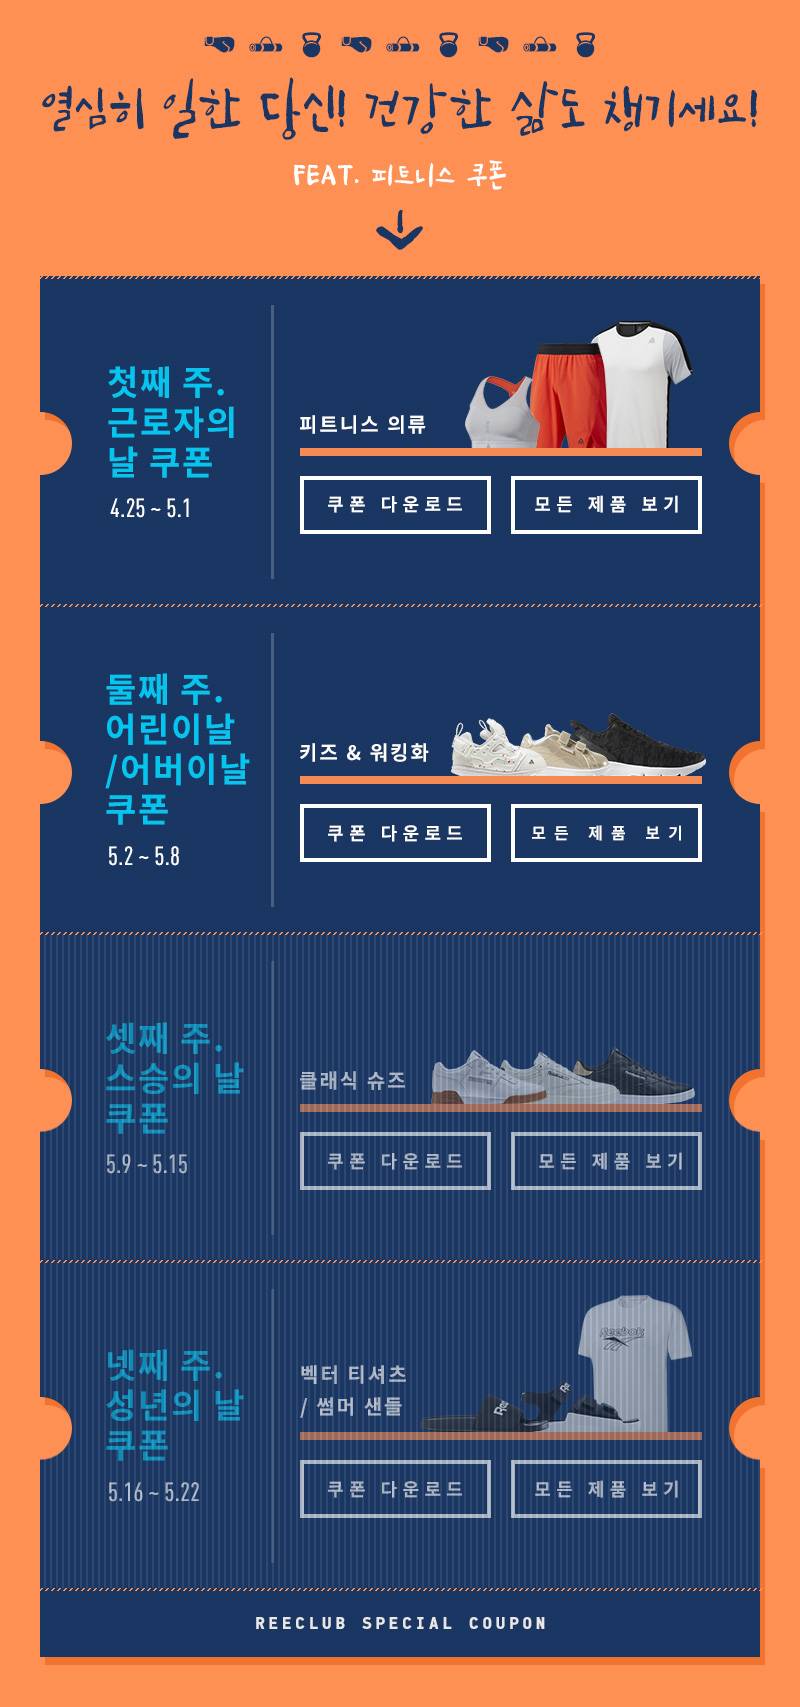 열심히 일한 당신! 건강한 삶도 챙기세요!
FEAT. 피트니스 쿠폰
첫째 주.
근로자의
날 쿠폰
4.25 ~ 5.1
피트니스 의류
쿠폰 다운로드
모든 제품 보기
둘째 주.
어린이날
/어버이날
쿠폰
5.2 ~ 5.8
키즈 & 워킹화
쿠폰 다운로드
모든 제품 보기
셋째 주.
스승의 날
쿠폰
5.9 ~ 5.15
클래식 슈즈
쿠폰 다운로드
모든 제품 보기
넷째 주.
성년의 날
쿠폰
5.16 ~ 5.22
벡터 티셔츠
/ 썸머 샌들
Reebok
쿠폰 다운로드
모든 제품 보기
REECLUB SPECIAL COUPON